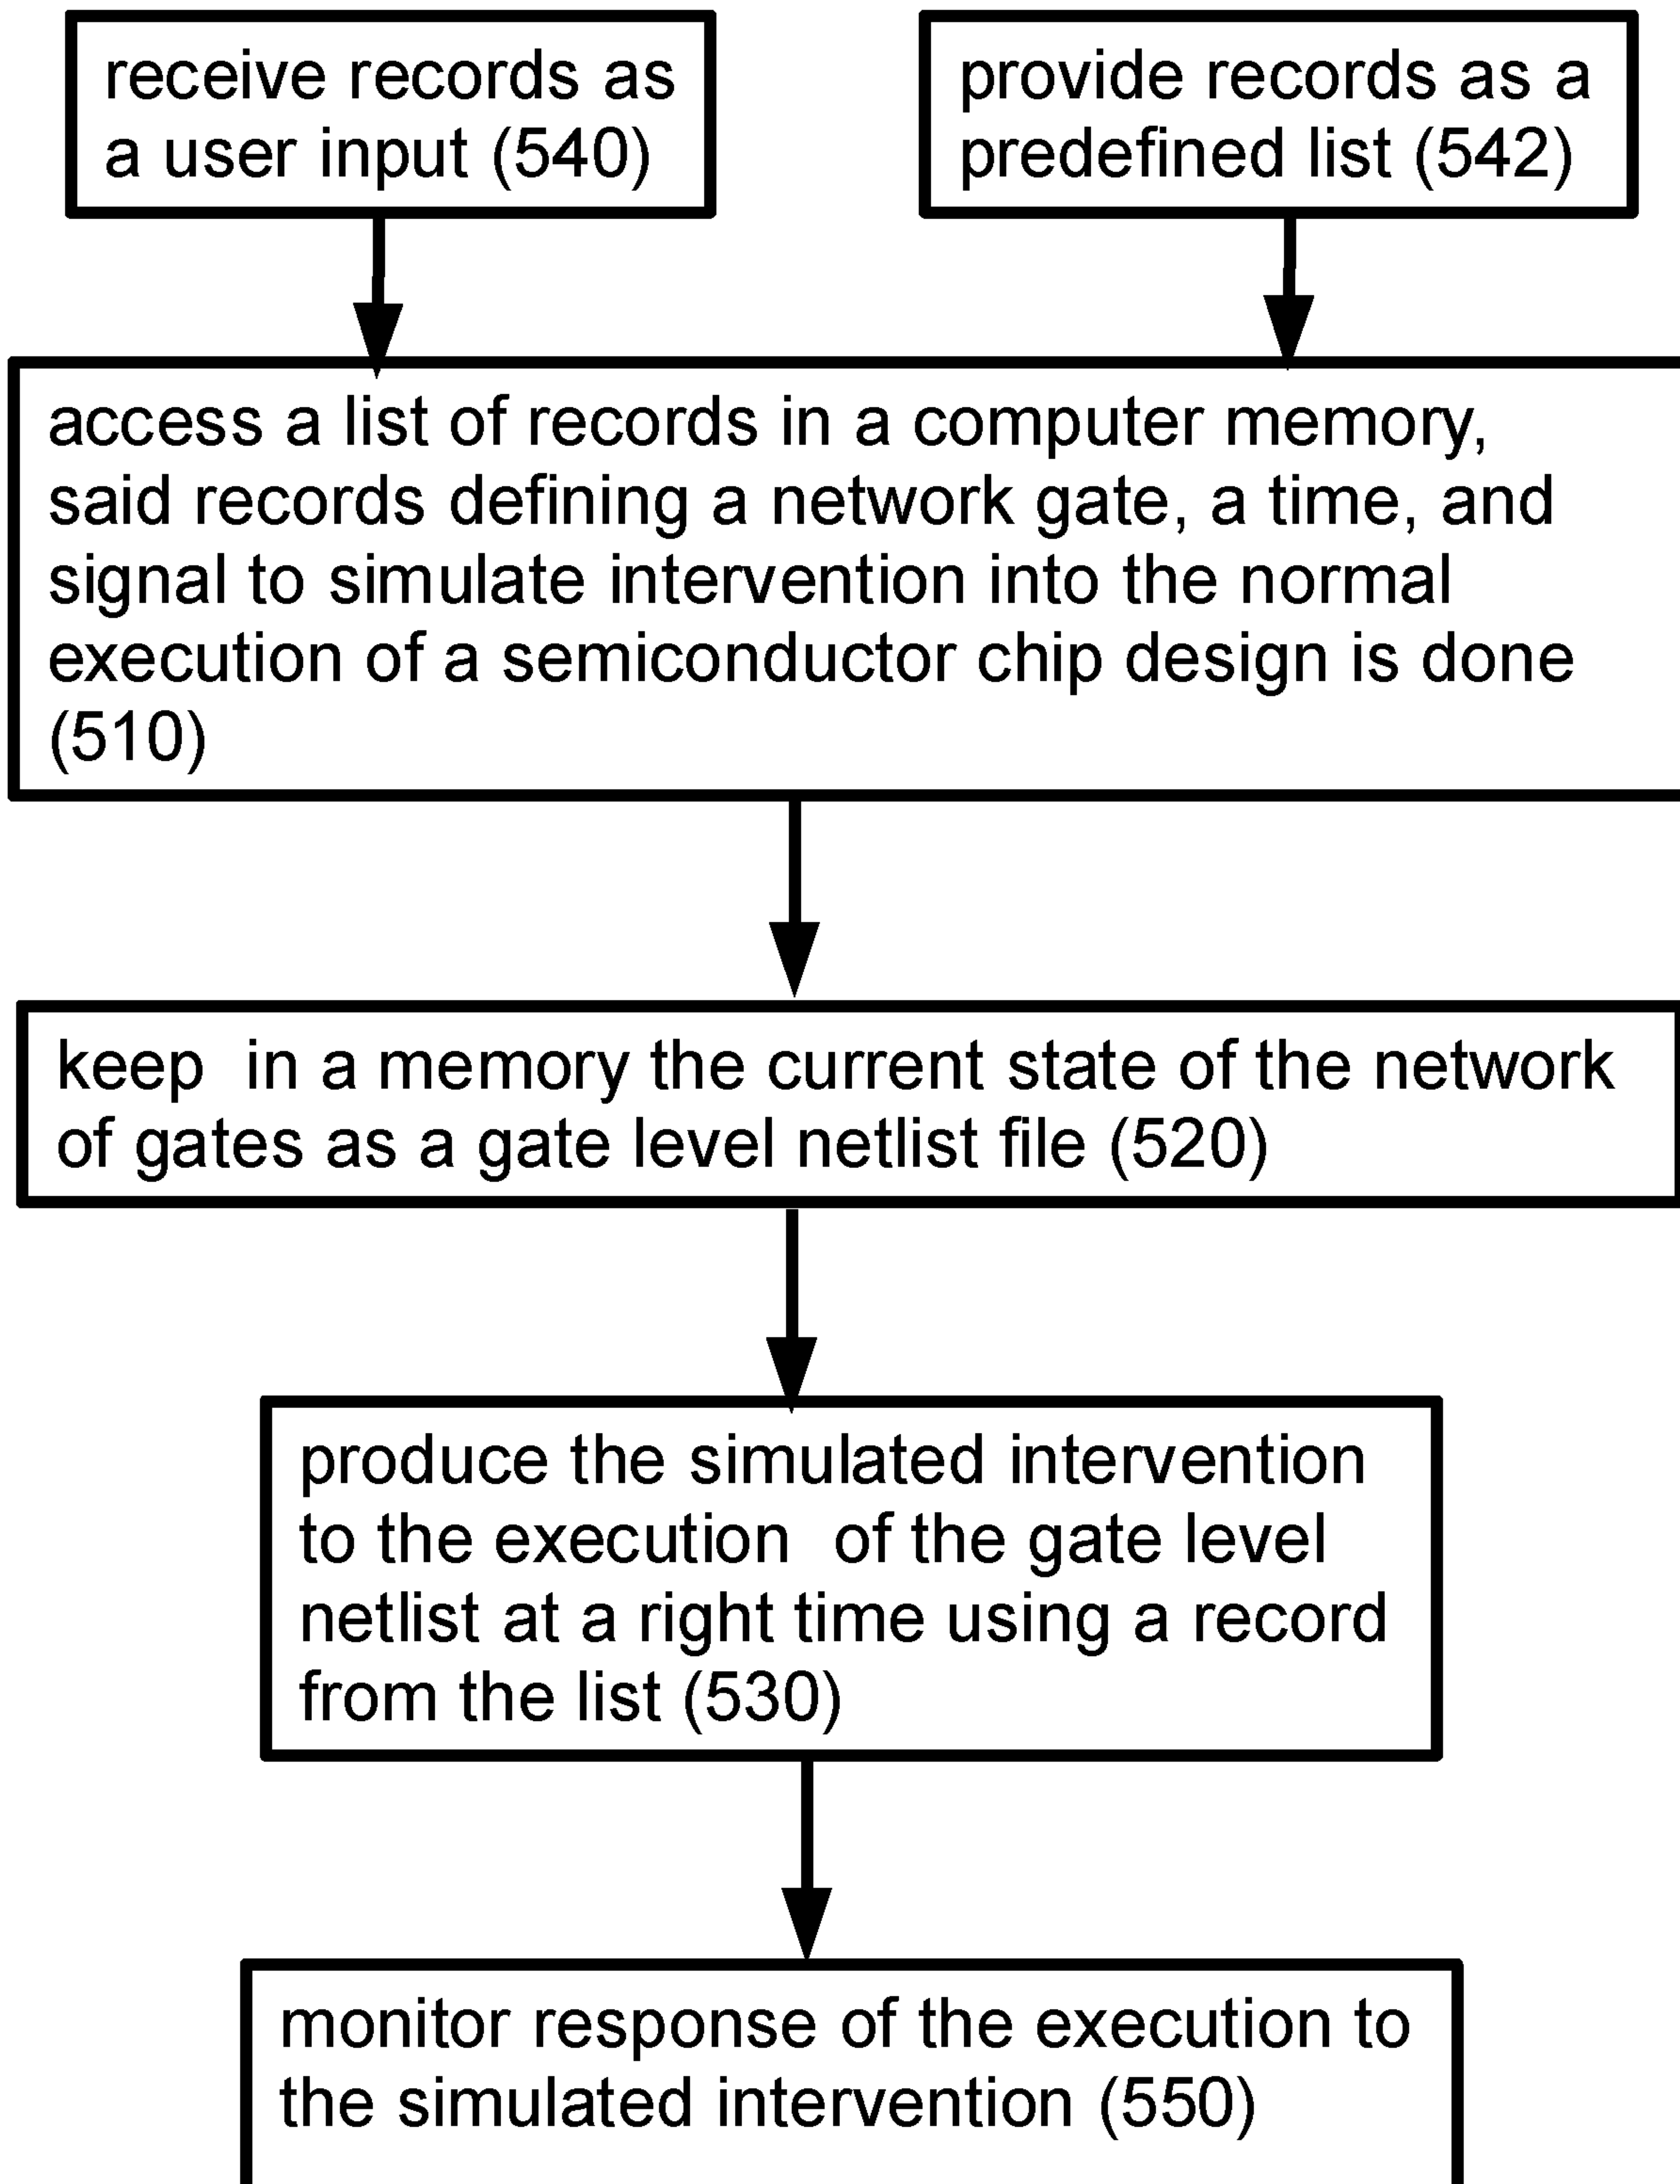 receive records as
a user input (540)
provide records as a
predefined list (542)
access a list of records in a computer memory,
said records defining a network gate, a time, and
signal to simulate intervention into the normal
execution of a semiconductor chip design is done
(510)
keep in a memory the current state of the network
of gates as a gate level netlist file (520)
produce the simulated intervention
to the execution of the gate level
netlist at a right time using a record
from the list (530)
monitor response of the execution to
the simulated intervention (550)